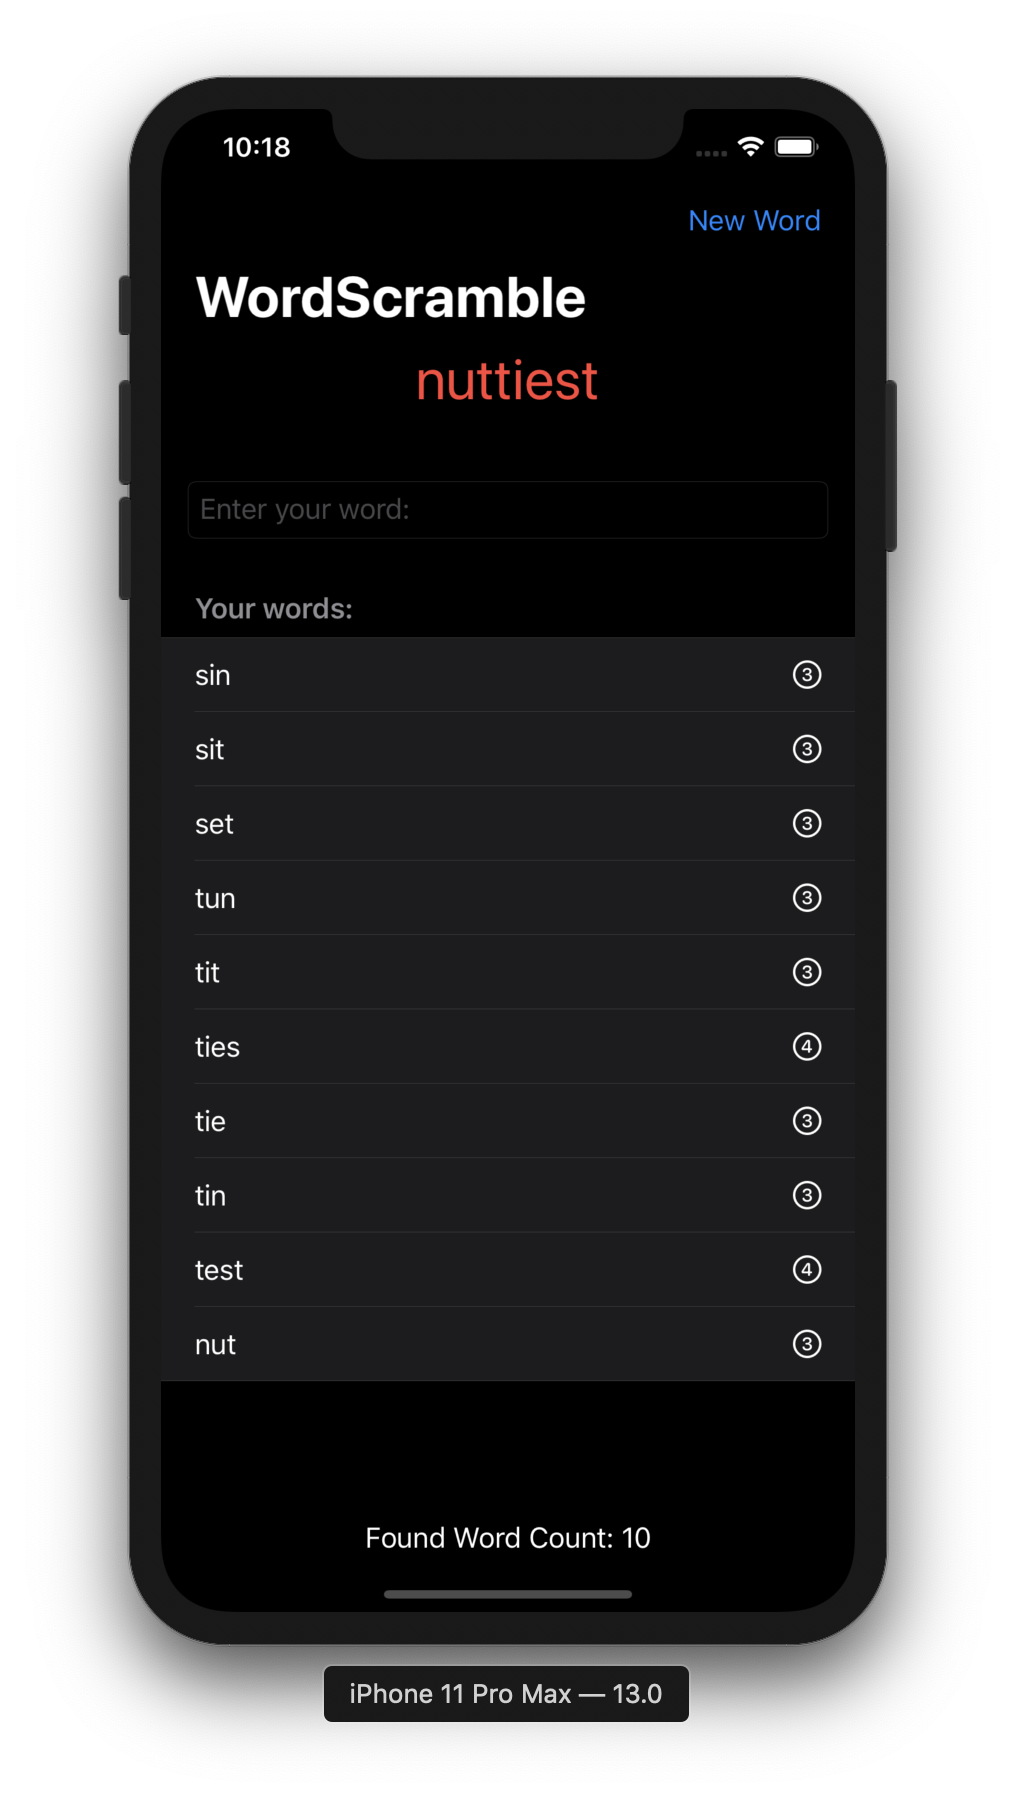 10:18
New Word
WordScramble
nuttiest
Enter your word:
Your words:
sin 3
sit 3
set 3
tun 3
tit 3
ties 4
tie 3
tin 3
test 4
nut 3
Found Word Count: 10
iPhone 11 Pro Max — 13.0